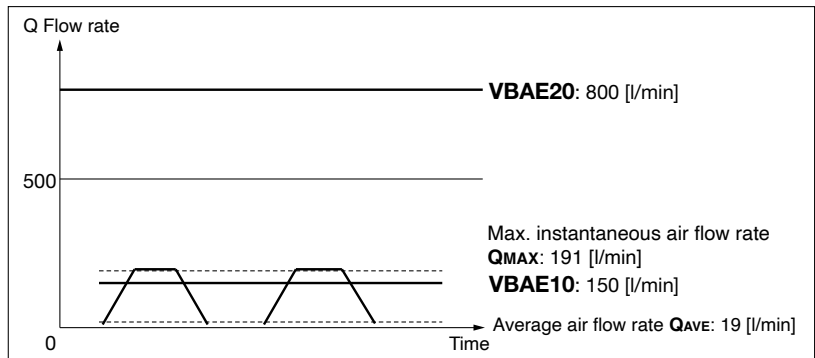 Q Flow rate
VBAE20: 800 [l/min]
500
Max. instantaneous air flow rate
QMAX: 191 [l/min]
VBAE10: 150 [l/min]
Average air flow rate QAVE: 19 [l/min]
0
Time